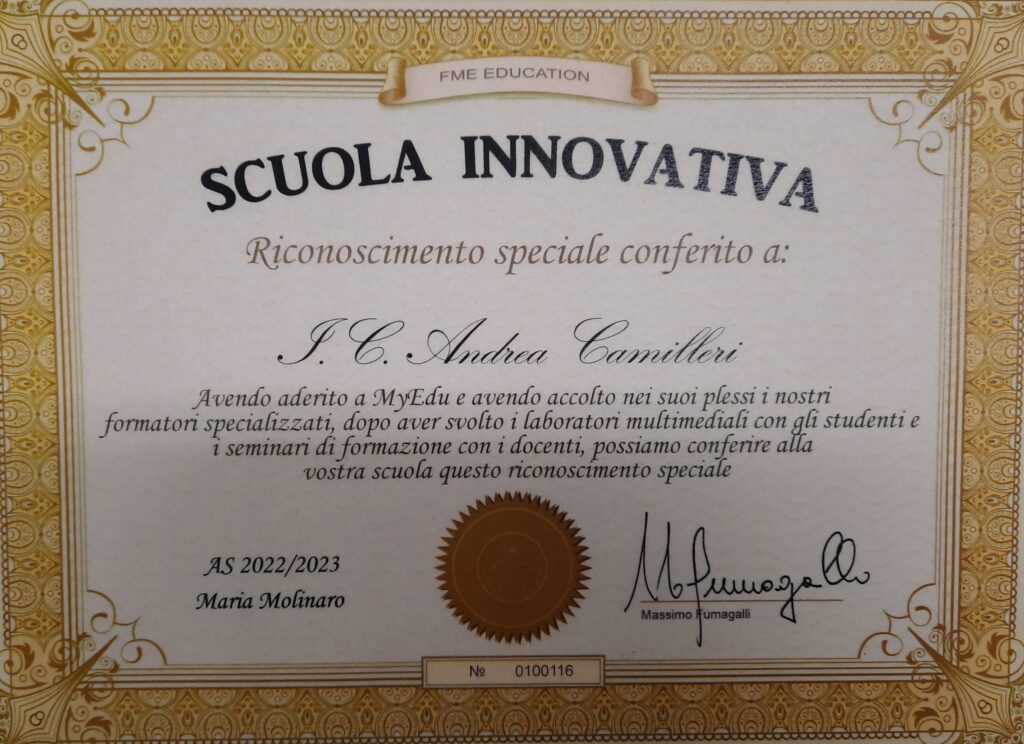 FME EDUCATION
SCUOLA INNOVATIVA
Riconoscimento speciale conferito a:
I. C. Andrea Camilleri
Avendo aderito a MyEdu e avendo accolto nei suoi plessi i nostri
formatori specializzati, dopo aver svolto i laboratori multimediali con gli studenti e
i seminari di formazione con i docenti, possiamo conferire alla
vostra scuola questo riconoscimento speciale
AS 2022/2023
Maria Molinaro
M Fumagalli
Massimo Fumagalli
№ 0100116